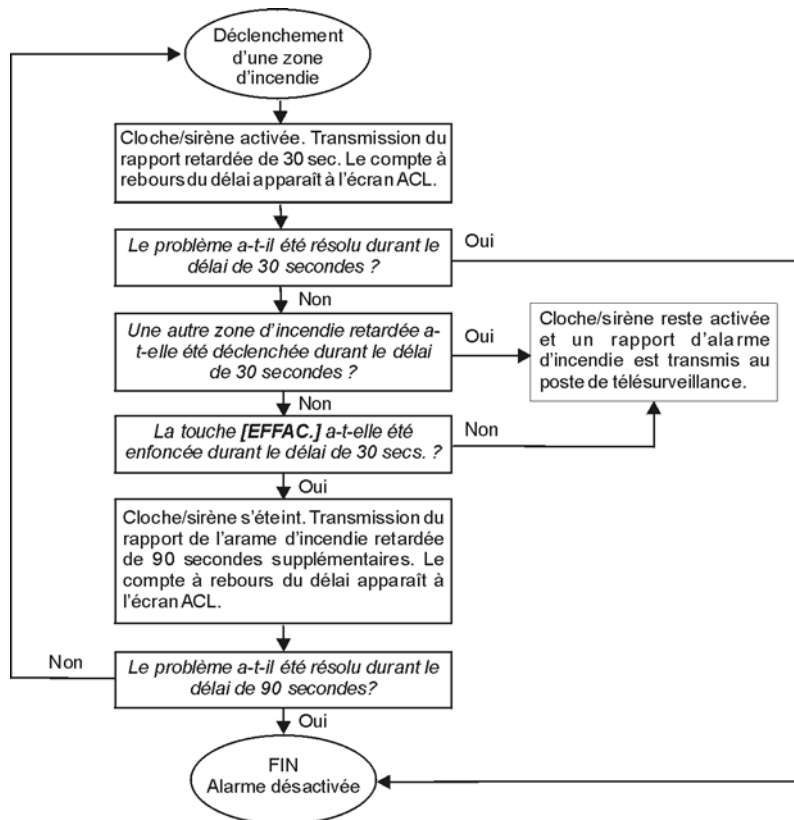 Déclenchement
d'une zone
d'incendie
Cloche/sirène activée. Transmission du
rapport retardée de 30 sec. Le compte à
rebours du délai apparaît à l'écran ACL.
Le problème a-t-il été résolu durant le
délai de 30 secondes ?
Oui
Non
Une autre zone d'incendie retardée a-
t-elle été déclenchée durant le délai
de 30 secondes ?
Oui
Cloche/sirène reste activée
et un rapport d'alarme
d'incendie est transmis au
poste de télésurveillance.
Non
La touche [EFFAC.] a-t-elle été
enfoncée durant le délai de 30 secs. ?
Non
Oui
Cloche/sirène s'éteint. Transmission du
rapport de l'arame d'incendie retardée
de 90 secondes supplémentaires. Le
compte à rebours du délai apparaît à
l'écran ACL.
Non
Le problème a-t-il été résolu durant le
délai de 90 secondes?
Oui
FIN
Alarme désactivée